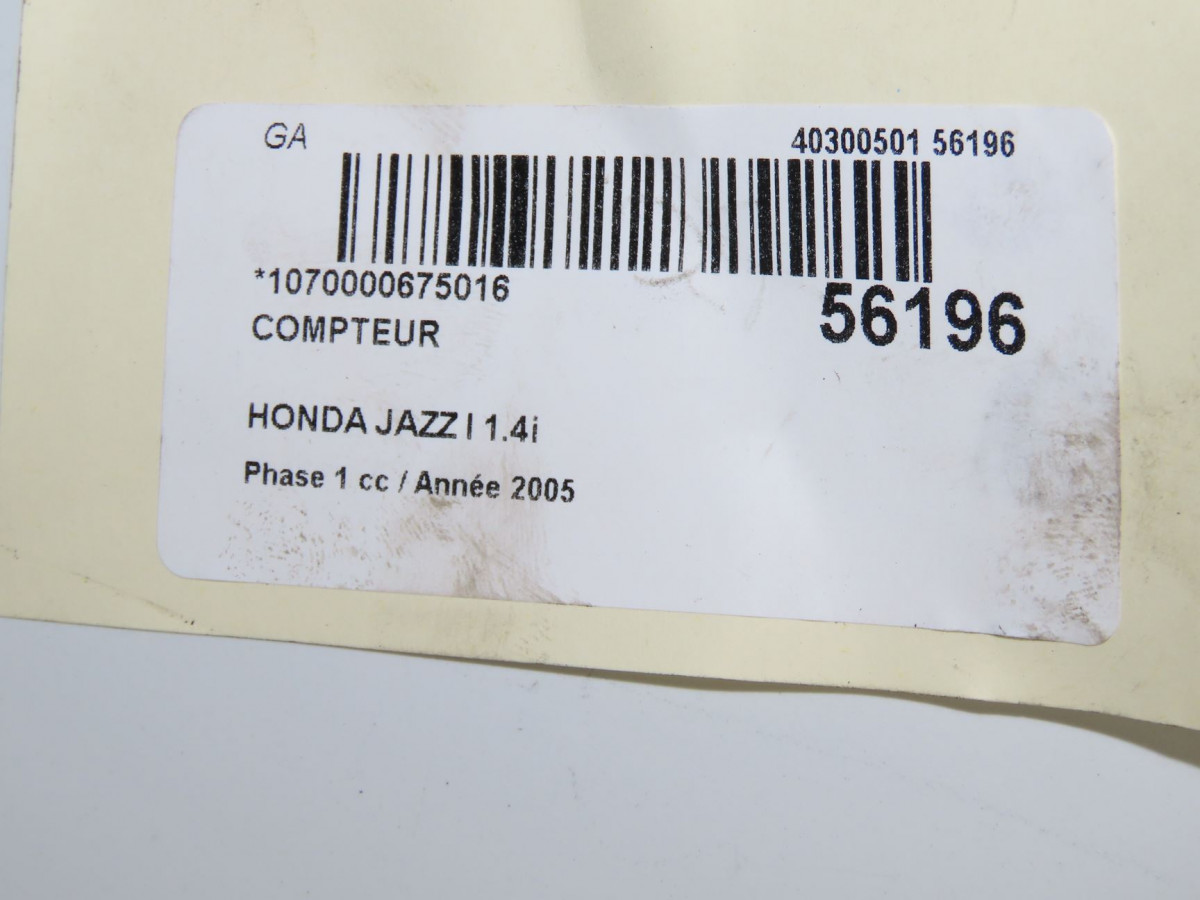 GA 40300501 56196
*1070000675016
56196
COMPTEUR
HONDA JAZZ I 1.4i
Phase 1 cc / Année 2005